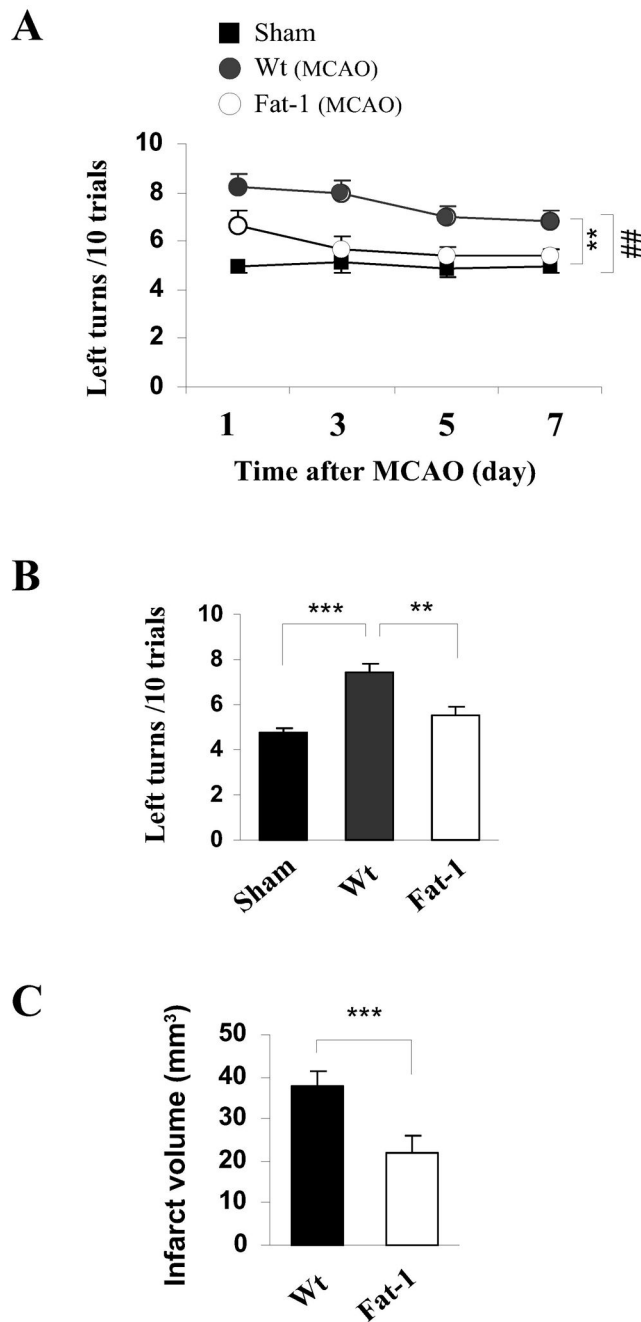 A
Sham
Wt (MCAO)
Fat-1 (MCAO)
Left turns /10 trials
10
8
6
4
2
0
**
##
1 3 5 7
Time after MCAO (day)
B
Left turns /10 trials
10
8
6
4
2
0
*** **
Sham Wt Fat-1
C
Infarct volume (mm³)
50
40
30
20
10
0
***
Wt Fat-1